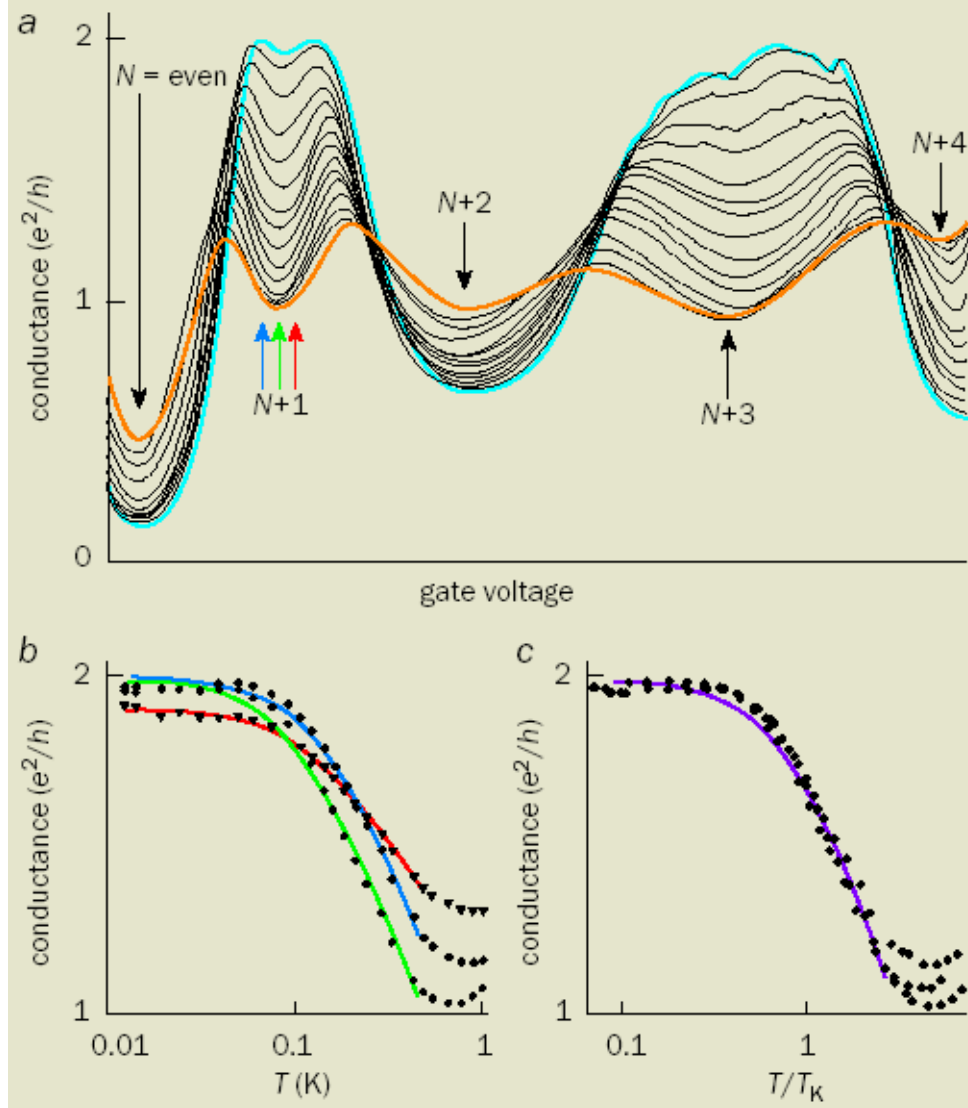 a
2
N = even
N+4
N+2
conductance (e²/h)
1
N+1
N+3
0
gate voltage
b
c
2
2
conductance (e²/h)
conductance (e²/h)
1
1
0.01
0.1
1
0.1
1
T (K)
T/T_K